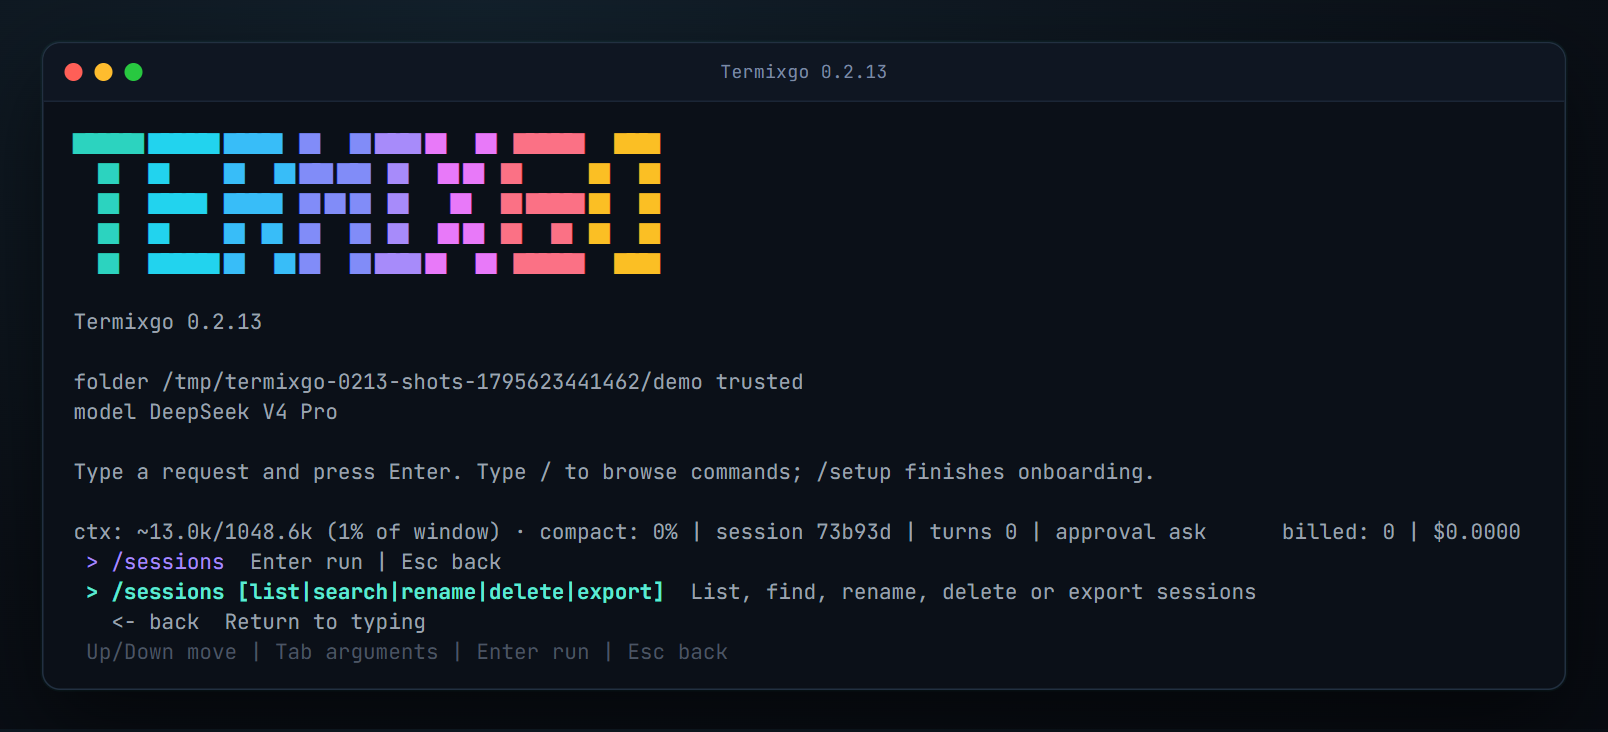 Termixgo 0.2.13
TERMIXGO
Termixgo 0.2.13
folder /tmp/termixgo-0213-shots-1795623441462/demo trusted
model DeepSeek V4 Pro
Type a request and press Enter. Type / to browse commands; /setup finishes onboarding.
ctx: ~13.0k/1048.6k (1% of window) · compact: 0% | session 73b93d | turns 0 | approval ask billed: 0 | $0.0000
> /sessions Enter run | Esc back
> /sessions [list|search|rename|delete|export] List, find, rename, delete or export sessions
<- back Return to typing
Up/Down move | Tab arguments | Enter run | Esc back